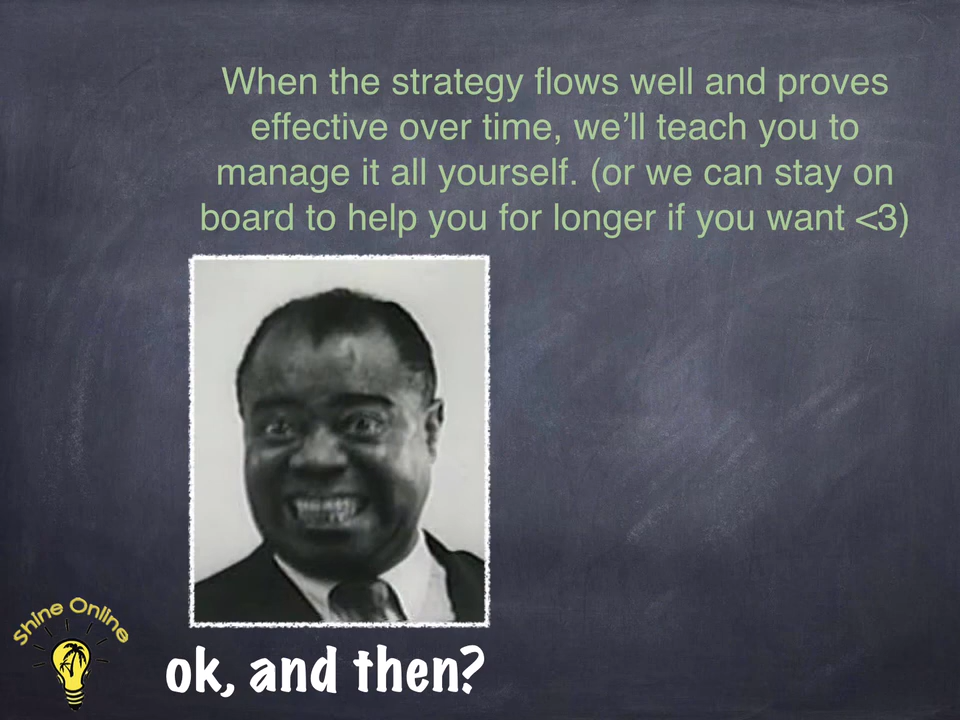 When the strategy flows well and proves
effective over time, we’ll teach you to
manage it all yourself. (or we can stay on
board to help you for longer if you want <3)
Shine Online
ok, and then?